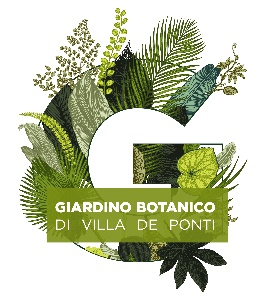 G
GIARDINO BOTANICO
DI VILLA DE PONTI